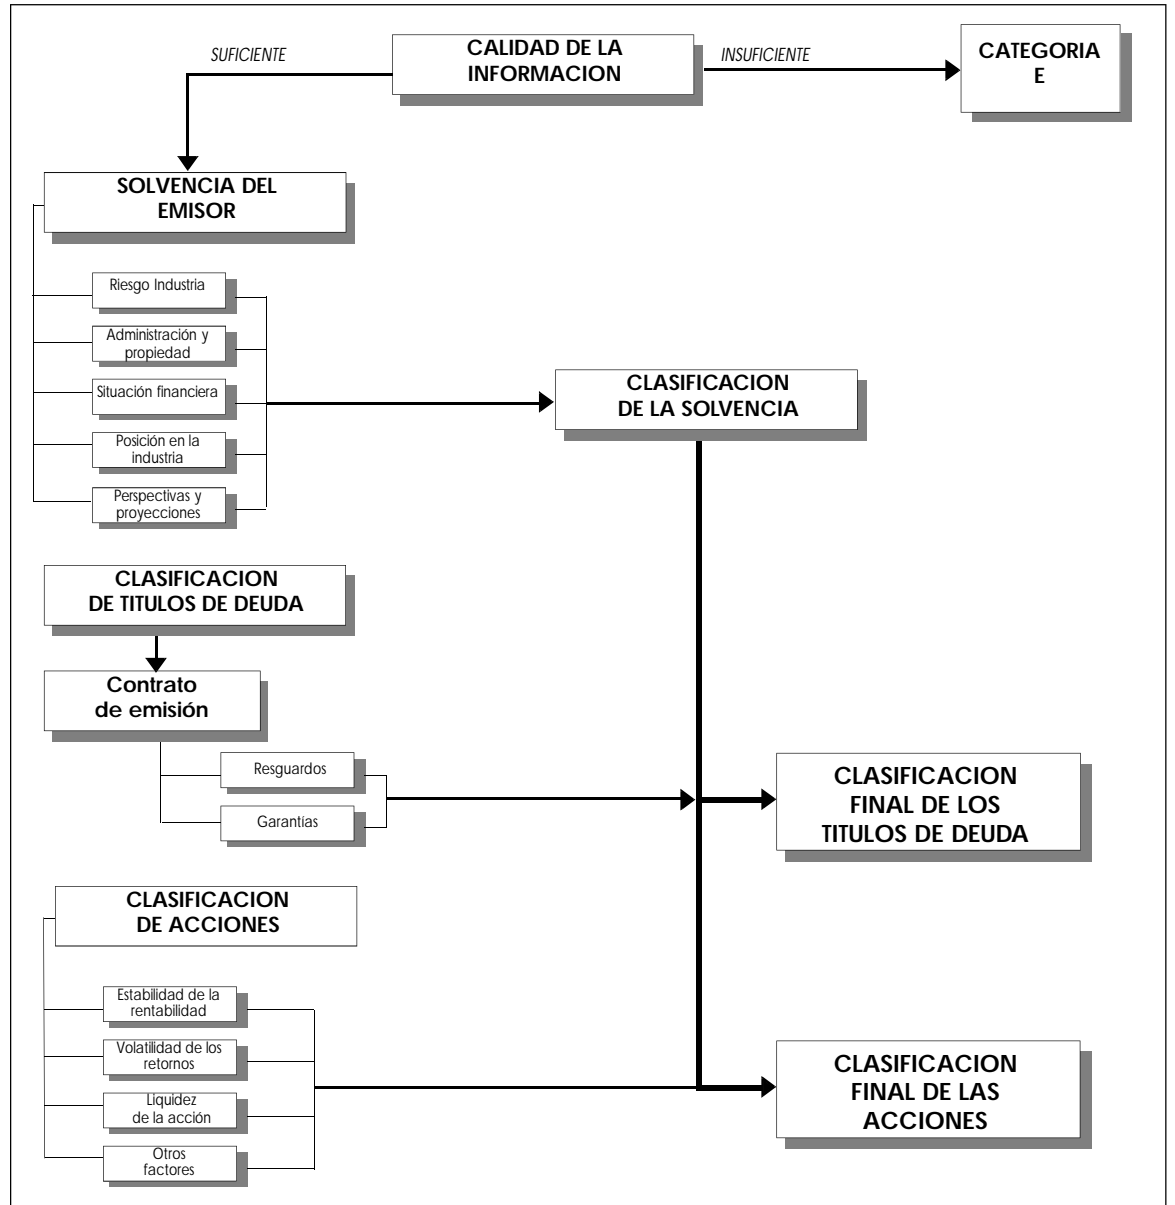 SUFICIENTE
CALIDAD DE LA
INFORMACION
INSUFICIENTE
CATEGORIA
E
SOLVENCIA DEL
EMISOR
Riesgo Industria
Administración y
propiedad
Situación financiera
Posición en la
industria
Perspectivas y
proyecciones
CLASIFICACION
DE LA SOLVENCIA
CLASIFICACION
DE TITULOS DE DEUDA
Contrato
de emisión
Resguardos
Garantías
CLASIFICACION
FINAL DE LOS
TITULOS DE DEUDA
CLASIFICACION
DE ACCIONES
Estabilidad de la
rentabilidad
Volatilidad de los
retornos
Liquidez
de la acción
Otros
factores
CLASIFICACION
FINAL DE LAS
ACCIONES